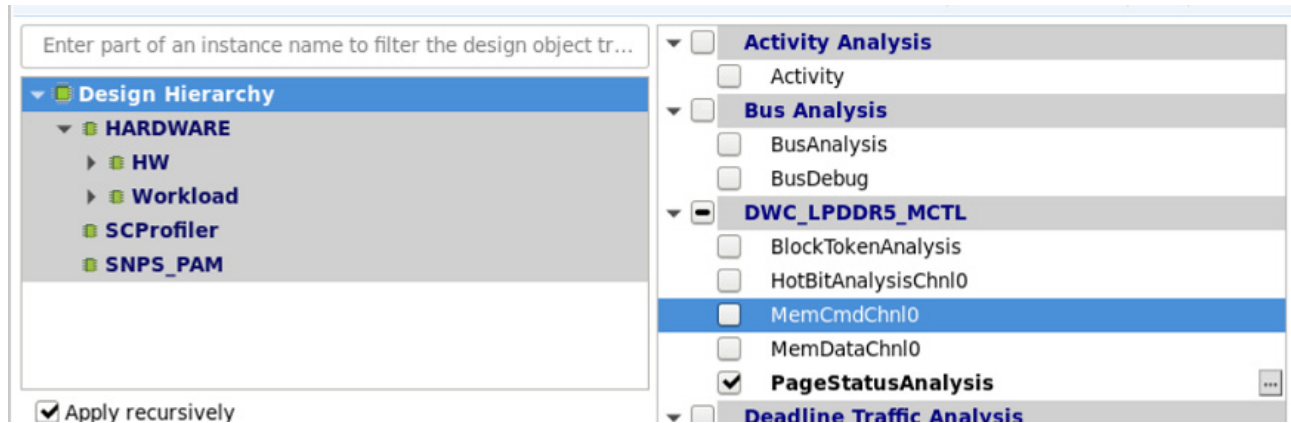 Enter part of an instance name to filter the design object tr...
Design Hierarchy
HARDWARE
HW
Workload
SCProfiler
SNPS_PAM
Apply recursively
Activity Analysis
Activity
Bus Analysis
BusAnalysis
BusDebug
DWC_LPDDR5_MCTL
BlockTokenAnalysis
HotBitAnalysisChnl0
MemCmdChnl0
MemDataChnl0
PageStatusAnalysis
...
Deadline Traffic Analysis